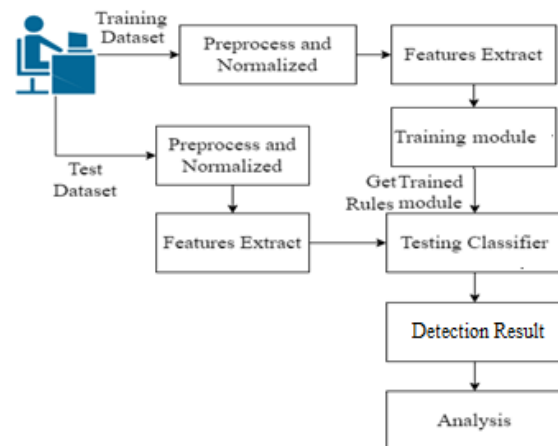 Training
Dataset
Preprocess and
Normalized
Features Extract
Training module
Test
Dataset
Preprocess and
Normalized
Features Extract
Get Trained
Rules module
Testing Classifier
Detection Result
Analysis